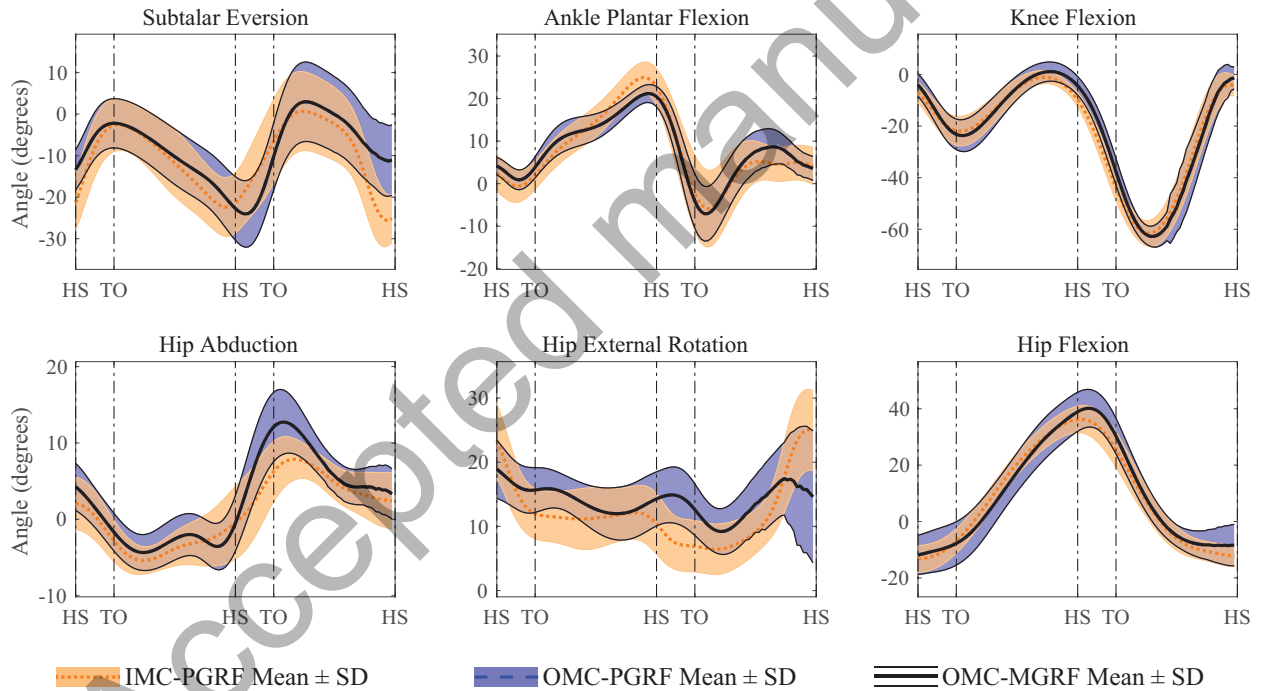 Subtalar Eversion
Ankle Plantar Flexion
Knee Flexion
Angle (degrees)
10
0
-10
-20
-30
HS TO HS TO HS
30
20
10
0
-10
-20
HS TO HS TO HS
0
-20
-40
-60
HS TO HS TO HS
Hip Abduction
Hip External Rotation
Hip Flexion
Angle (degrees)
20
10
0
-10
HS TO HS TO HS
30
20
10
0
HS TO HS TO HS
40
20
0
-20
HS TO HS TO HS
IMC-PGRF Mean ± SD
OMC-PGRF Mean ± SD
OMC-MGRF Mean ± SD
Accepted manu